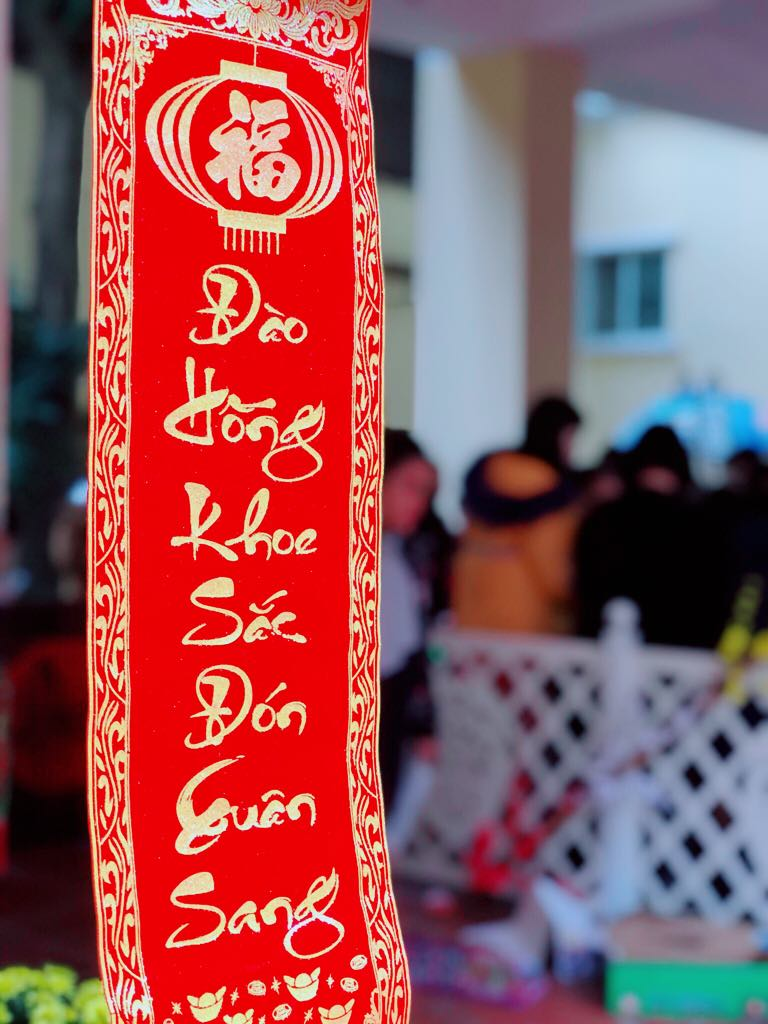 福
Đào
Hồng
Khoe
Sắc
Đón
Xuân
Sang